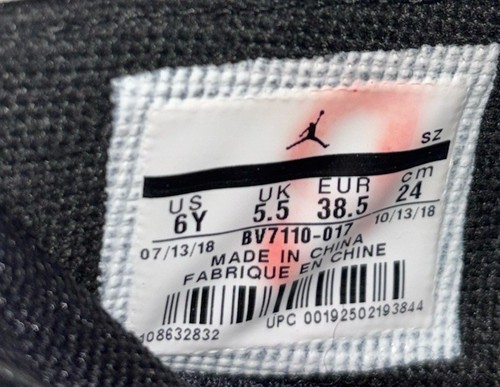 sz
US UK EUR cm
6Y 5.5 38.5 24
07/13/18 BV7110-017 10/13/18
MADE IN CHINA
FABRIQUE EN CHINE
108632832 UPC 00192502193844